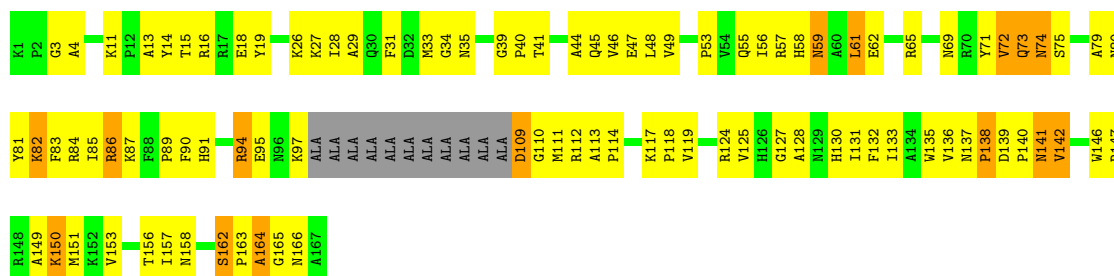 K1 P2 G3 A4 K11 P12 A13 Y14 T15 R16 R17 E18 Y19 K26 K27 I28 A29 Q30 F31 D32 M33 G34 N35 G39 P40 T41 A44 Q45 V46 E47 L48 V49 P53 V54 Q55 I56 R57 H58 N59 A60 L61 E62 R65 N69 R70 Y71 V72 Q73 N74 S75 A79
Y81 K82 F83 R84 I85 R86 K87 F88 P89 F90 H91 R94 E95 N96 K97 ALA ALA ALA ALA ALA ALA ALA ALA ALA ALA ALA D109 G110 M111 R112 A113 P114 K117 P118 V119 R124 V125 H126 G127 A128 N129 H130 I131 F132 I133 A134 W135 V136 N137 P138 D139 P140 N141 V142 W146
R148 A149 K150 M151 K152 V153 T156 I157 N158 S162 P163 A164 G165 N166 A167